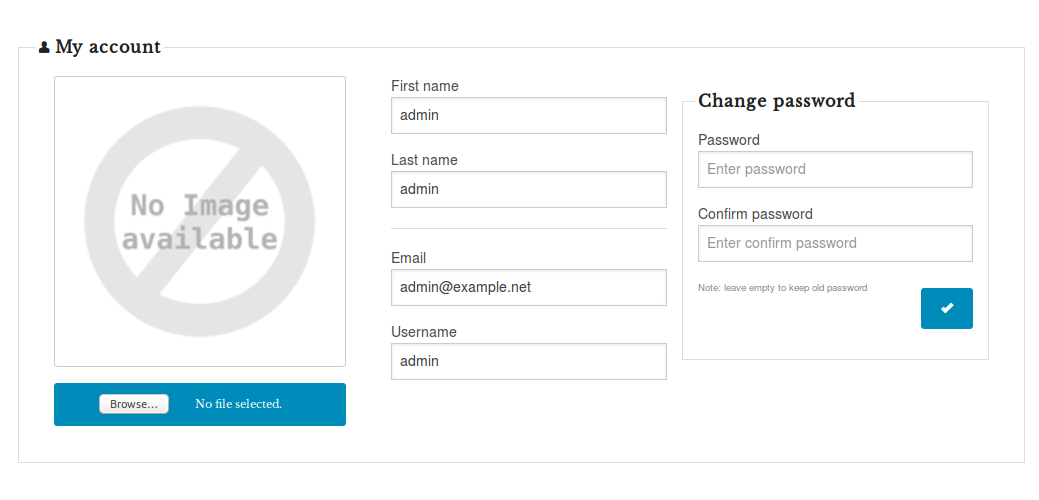 My account
No Image
available
Browse...
No file selected.
First name
admin
Last name
admin
Email
admin@example.net
Username
admin
Change password
Password
Enter password
Confirm password
Enter confirm password
Note: leave empty to keep old password